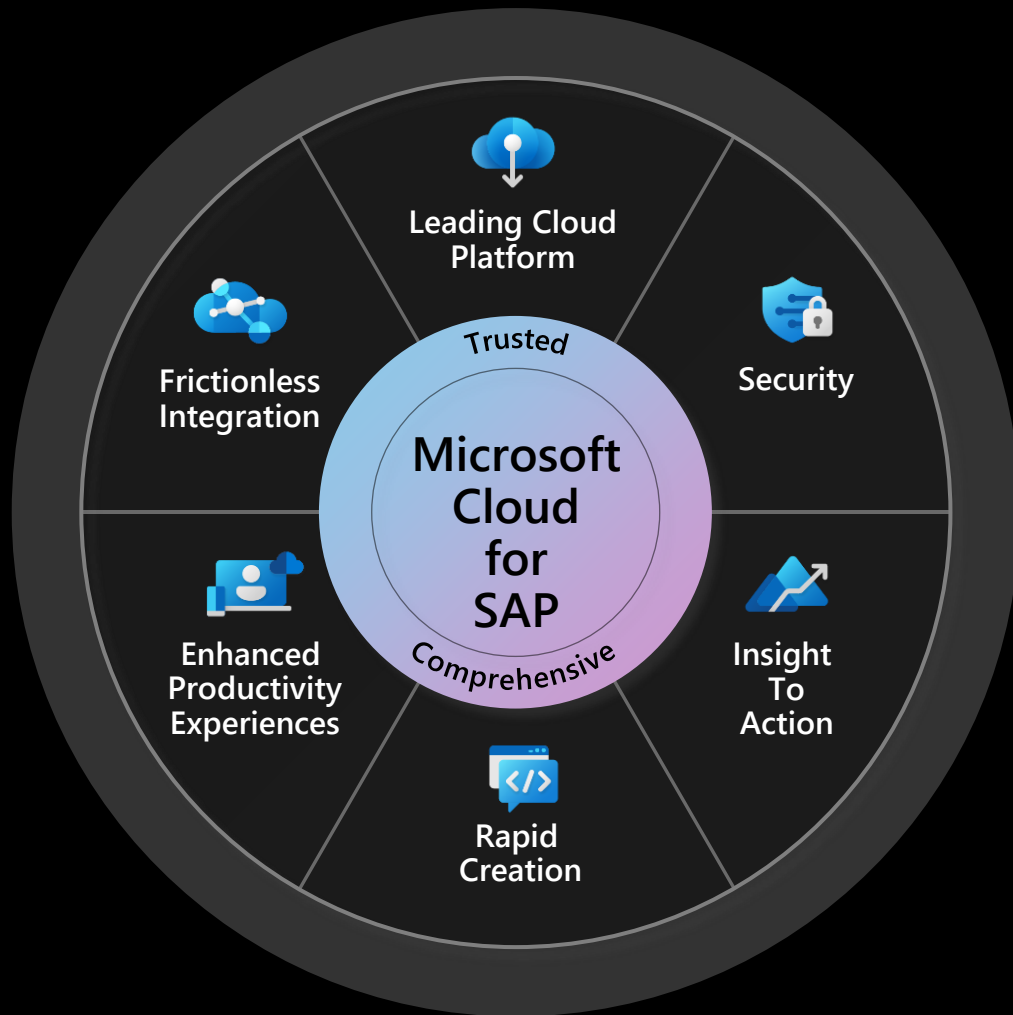 Leading Cloud
Platform
Security
Insight
To
Action
Rapid
Creation
Enhanced
Productivity
Experiences
Frictionless
Integration
Trusted
Microsoft
Cloud
for
SAP
Comprehensive